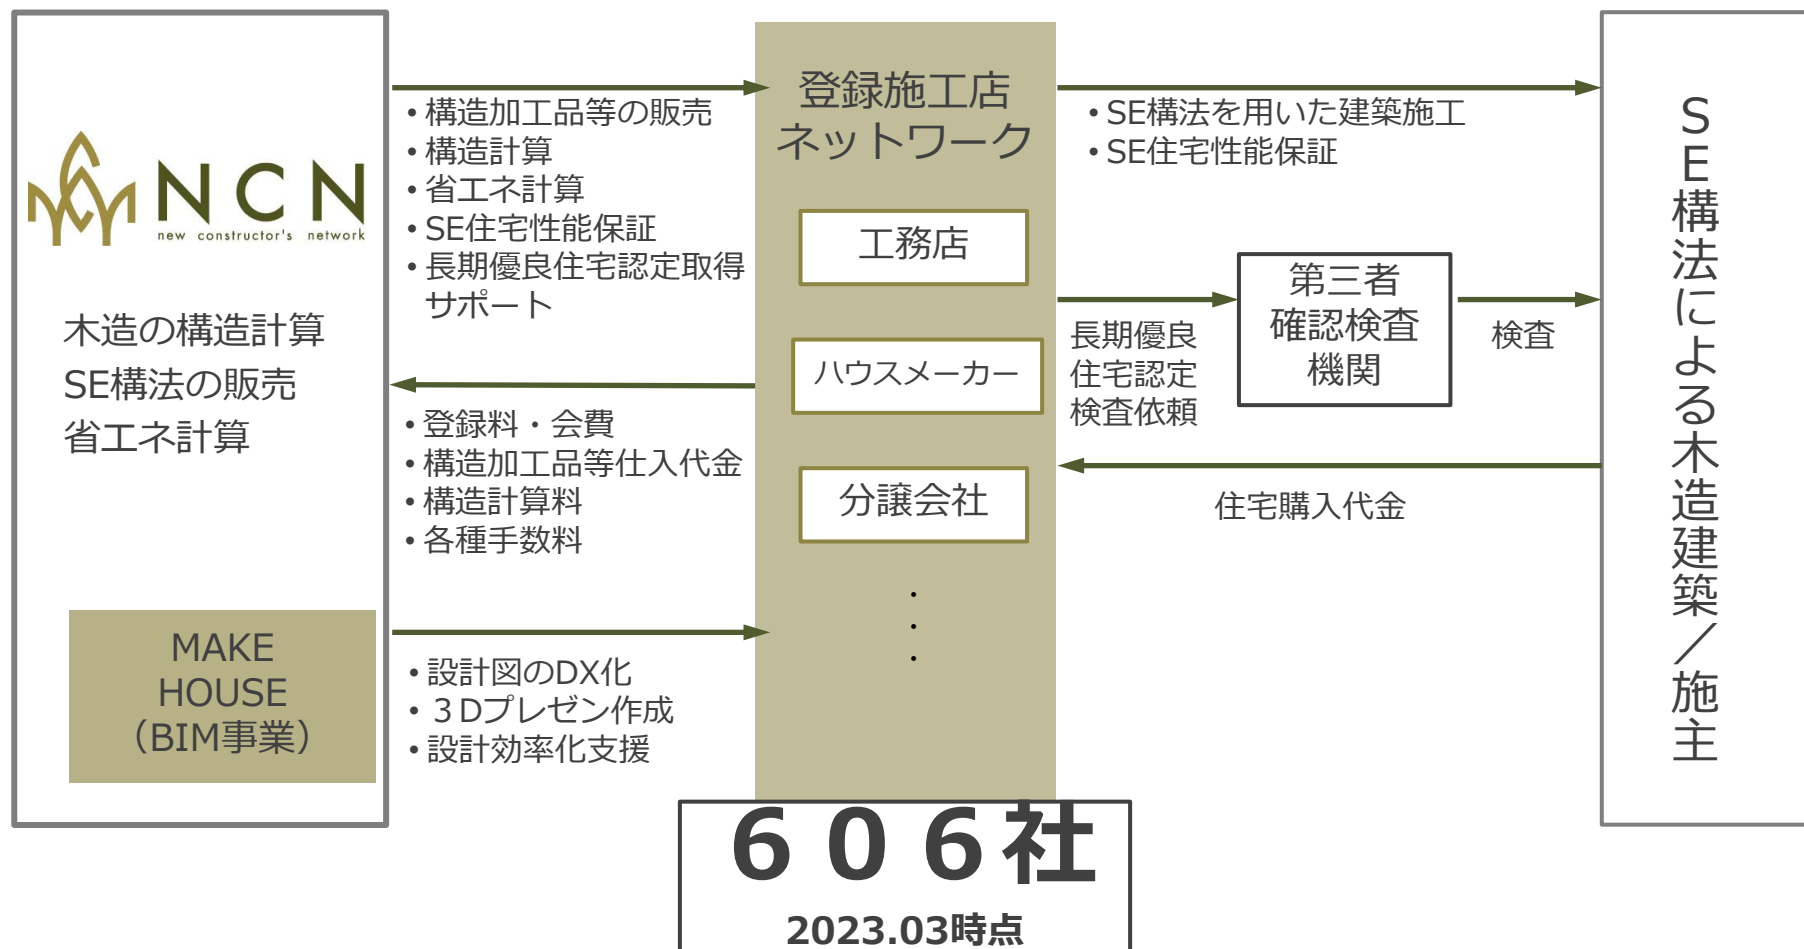 NCN
new constructor's network
木造の構造計算
SE構法の販売
省エネ計算
MAKE
HOUSE
（BIM事業）
• 構造加工品等の販売
• 構造計算
• 省エネ計算
• SE住宅性能保証
• 長期優良住宅認定取得
サポート
• 登録料・会費
• 構造加工品等仕入代金
• 構造計算料
• 各種手数料
• 設計図のDX化
• ３Dプレゼン作成
• 設計効率化支援
登録施工店
ネットワーク
工務店
ハウスメーカー
分譲会社
・
・
・
６０６社
2023.03時点
• SE構法を用いた建築施工
• SE住宅性能保証
長期優良
住宅認定
検査依頼
第三者
確認検査
機関
検査
住宅購入代金
SE構法による木造建築／施主